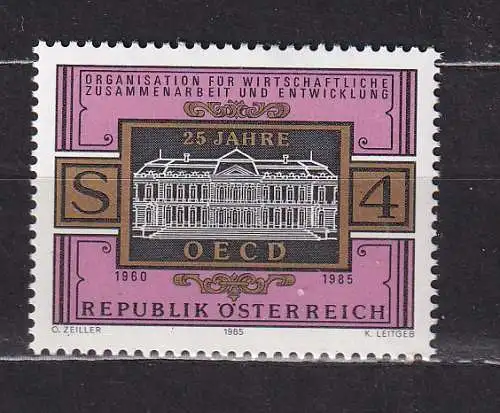 ORGANISATION FÜR WIRTSCHAFTLICHE
ZUSAMMENARBEIT UND ENTWICKLUNG
25 JAHRE
S 4
OECD
1960 1985
REPUBLIK ÖSTERREICH
O. ZEILLER 1985 K. LEITGEB